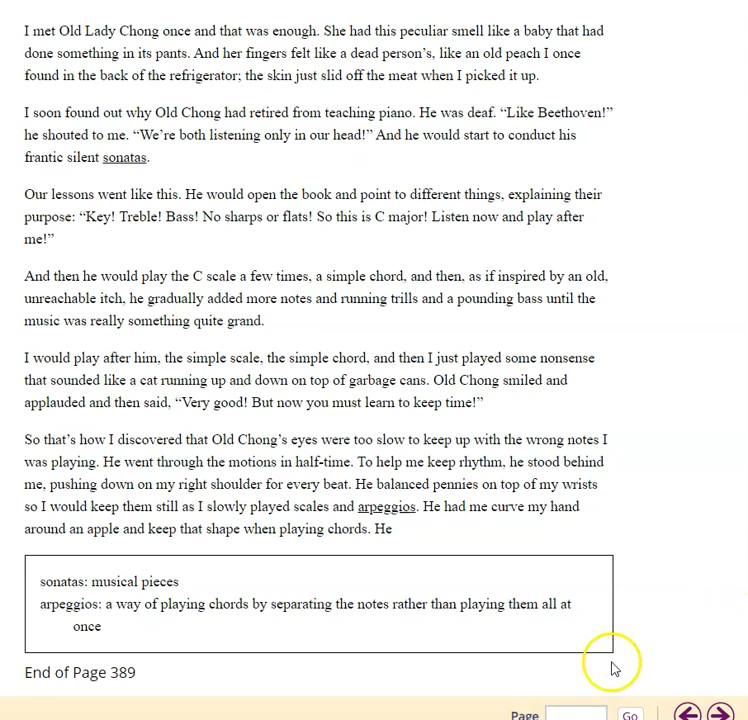 I met Old Lady Chong once and that was enough. She had this peculiar smell like a baby that had
done something in its pants. And her fingers felt like a dead person’s, like an old peach I once
found in the back of the refrigerator; the skin just slid off the meat when I picked it up.
I soon found out why Old Chong had retired from teaching piano. He was deaf. “Like Beethoven!”
he shouted to me. “We’re both listening only in our head!” And he would start to conduct his
frantic silent sonatas.
Our lessons went like this. He would open the book and point to different things, explaining their
purpose: “Key! Treble! Bass! No sharps or flats! So this is C major! Listen now and play after
me!”
And then he would play the C scale a few times, a simple chord, and then, as if inspired by an old,
unreachable itch, he gradually added more notes and running trills and a pounding bass until the
music was really something quite grand.
I would play after him, the simple scale, the simple chord, and then I just played some nonsense
that sounded like a cat running up and down on top of garbage cans. Old Chong smiled and
applauded and then said, “Very good! But now you must learn to keep time!”
So that’s how I discovered that Old Chong’s eyes were too slow to keep up with the wrong notes I
was playing. He went through the motions in half-time. To help me keep rhythm, he stood behind
me, pushing down on my right shoulder for every beat. He balanced pennies on top of my wrists
so I would keep them still as I slowly played scales and arpeggios. He had me curve my hand
around an apple and keep that shape when playing chords. He
sonatas: musical pieces
arpeggios: a way of playing chords by separating the notes rather than playing them all at
once
End of Page 389
Page Go